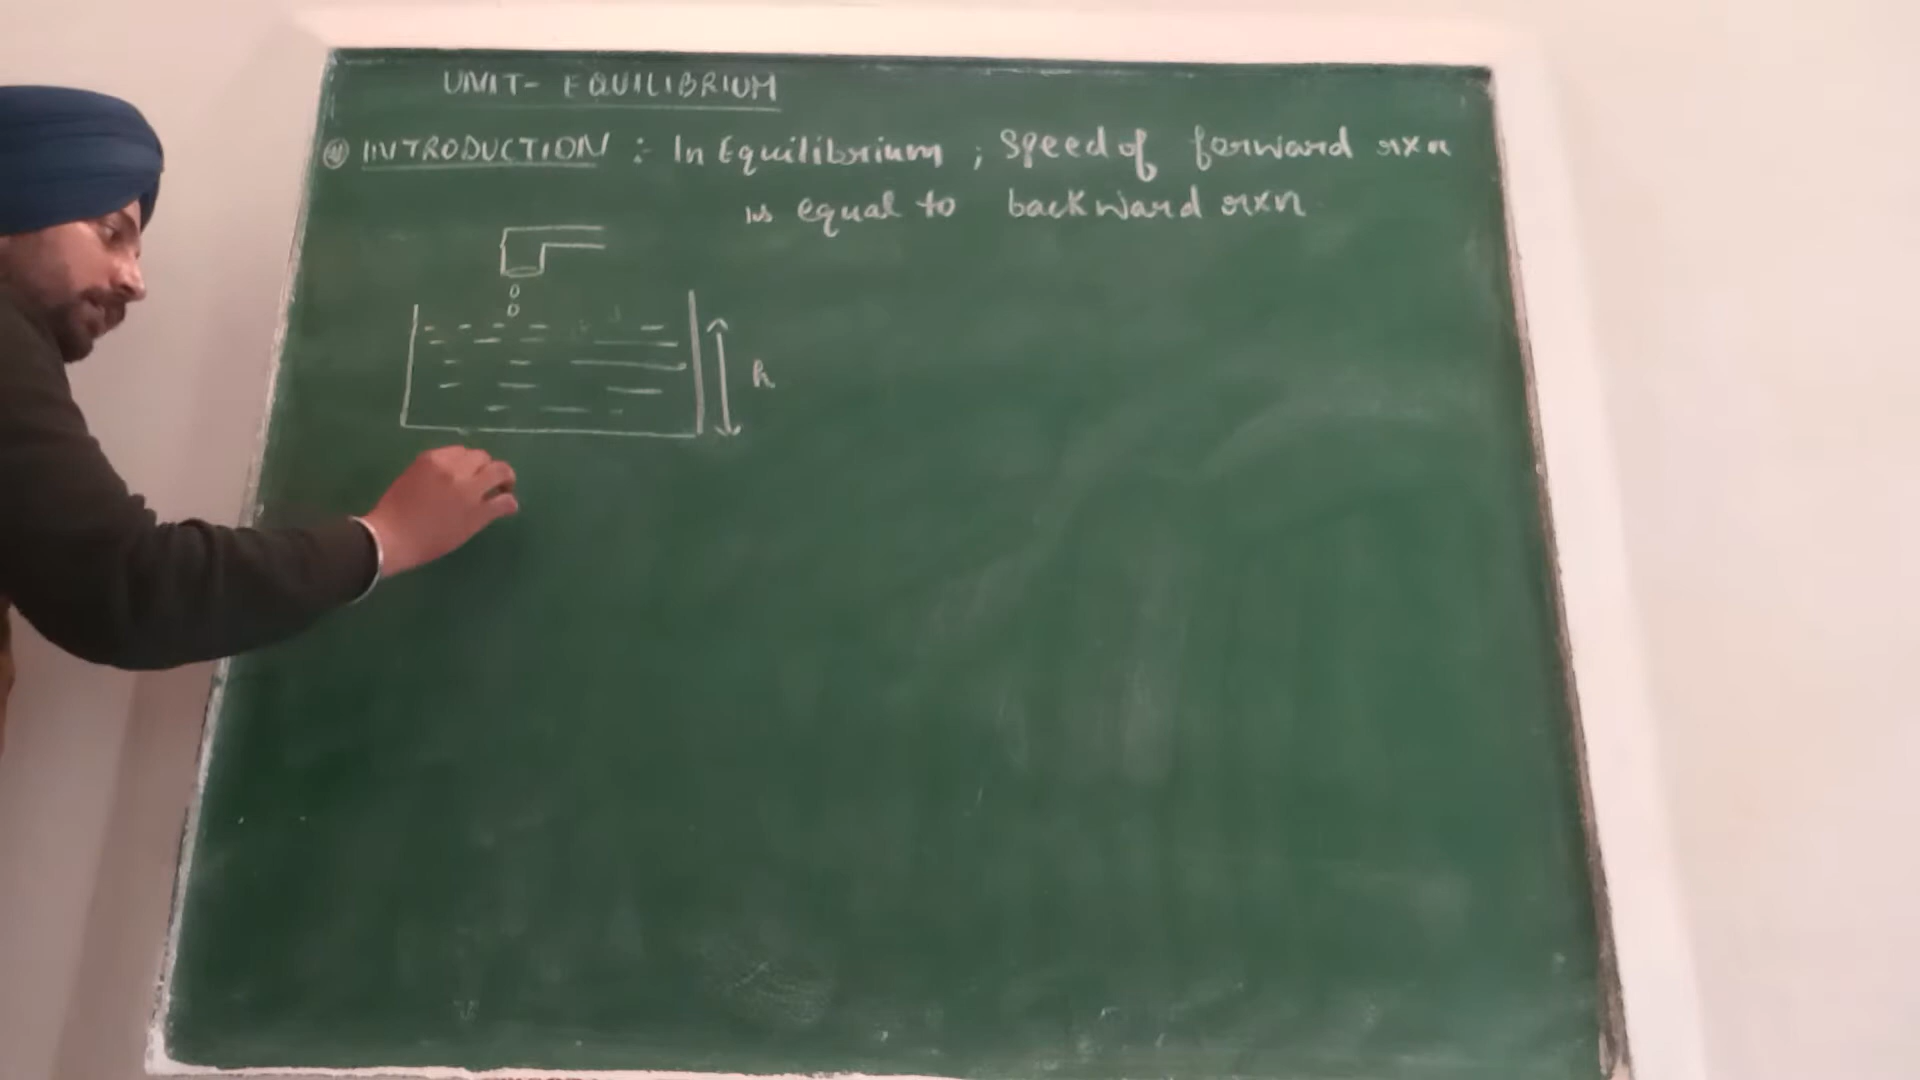 UNIT- EQUILIBRIUM
INTRODUCTION :- In Equilibrium ; Speed of forward rxn
is equal to backward rxn
h